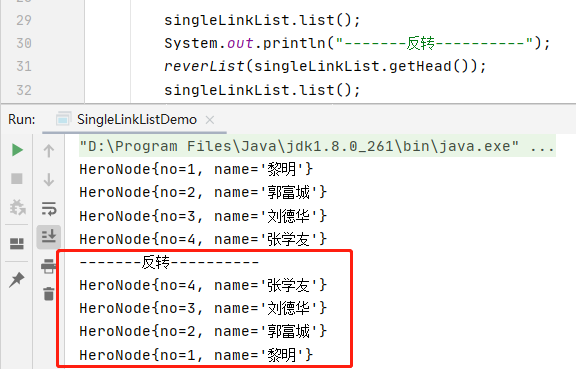 29 singleLinkList.list();
30 System.out.println("-------反转----------");
31 reverList(singleLinkList.getHead());
32 singleLinkList.list();
Run: SingleLinkListDemo ×
"D:\Program Files\Java\jdk1.8.0_261\bin\java.exe" ...
HeroNode{no=1, name='黎明'}
HeroNode{no=2, name='郭富城'}
HeroNode{no=3, name='刘德华'}
HeroNode{no=4, name='张学友'}
-------反转----------
HeroNode{no=4, name='张学友'}
HeroNode{no=3, name='刘德华'}
HeroNode{no=2, name='郭富城'}
HeroNode{no=1, name='黎明'}